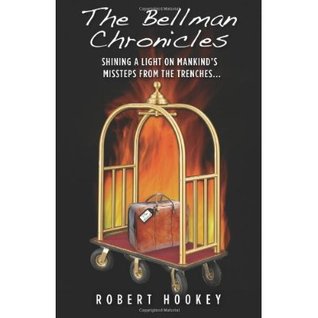 The Bellman
Chronicles
SHINING A LIGHT ON MANKIND'S
MISSTEPS FROM THE TRENCHES...
ROBERT HOOKEY